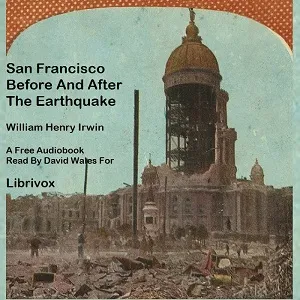 San Francisco
Before And After
The Earthquake
William Henry Irwin
A Free Audiobook
Read By David Wales For
Librivox